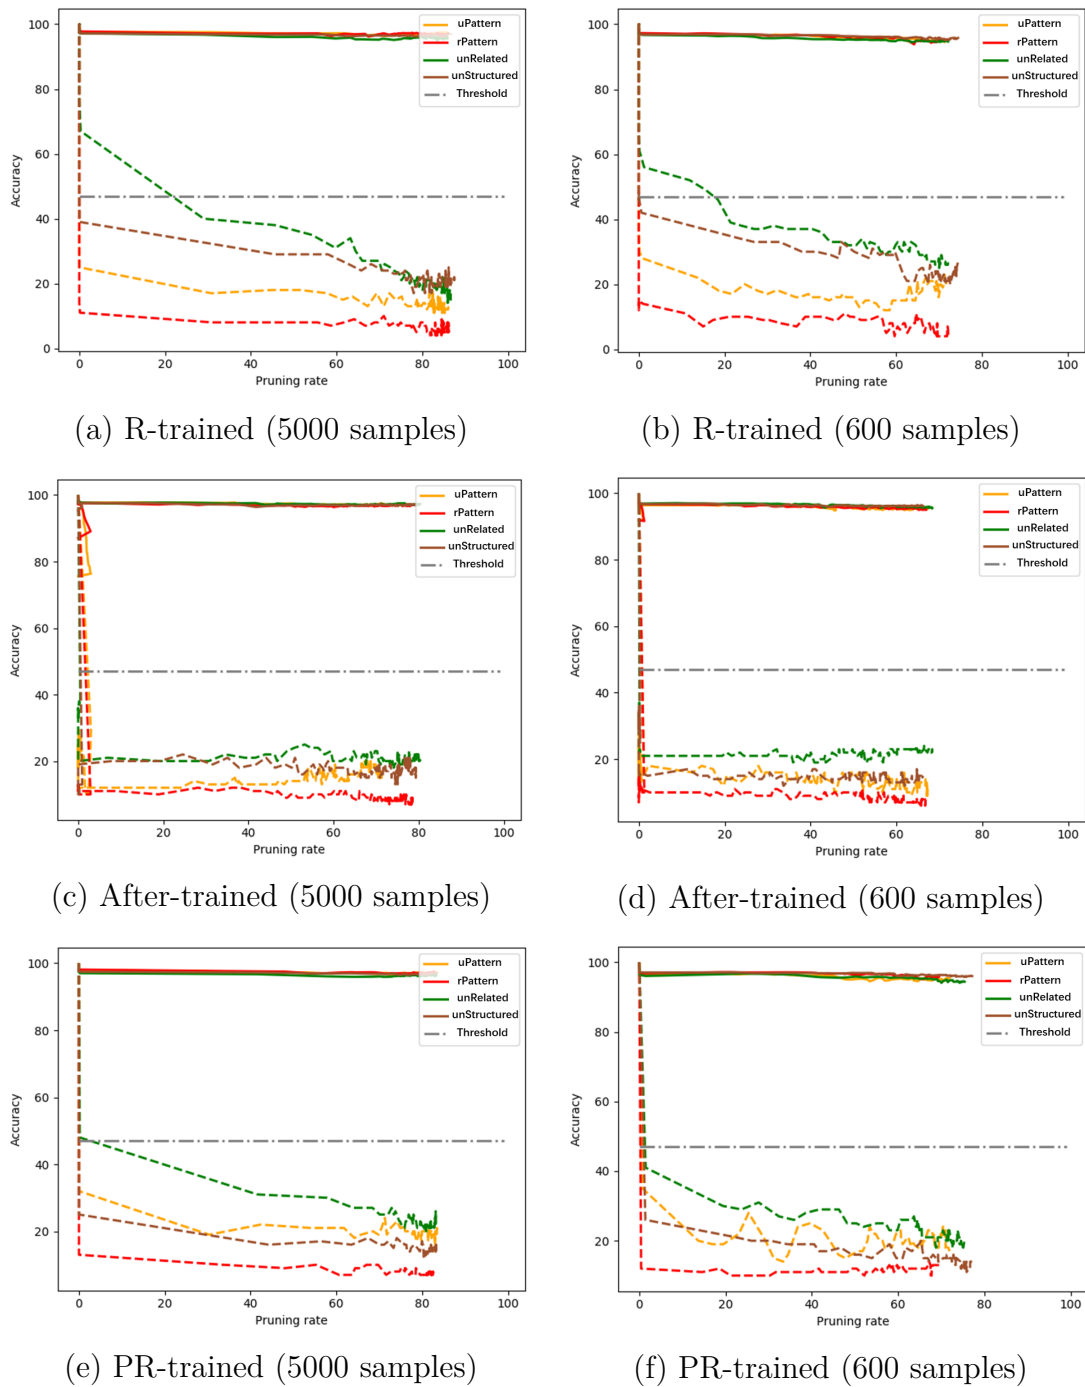 100
80
60
40
20
0
Accuracy
0 20 40 60 80 100
Pruning rate
uPattern
rPattern
unRelated
unStructured
Threshold
(a) R-trained (5000 samples)
100
80
60
40
20
0
Accuracy
0 20 40 60 80 100
Pruning rate
uPattern
rPattern
unRelated
unStructured
Threshold
(b) R-trained (600 samples)
100
80
60
40
20
Accuracy
0 20 40 60 80 100
Pruning rate
uPattern
rPattern
unRelated
unStructured
Threshold
(c) After-trained (5000 samples)
100
80
60
40
20
Accuracy
0 20 40 60 80 100
Pruning rate
uPattern
rPattern
unRelated
unStructured
Threshold
(d) After-trained (600 samples)
100
80
60
40
20
Accuracy
0 20 40 60 80 100
Pruning rate
uPattern
rPattern
unRelated
unStructured
Threshold
(e) PR-trained (5000 samples)
100
80
60
40
20
Accuracy
0 20 40 60 80 100
Pruning rate
uPattern
rPattern
unRelated
unStructured
Threshold
(f) PR-trained (600 samples)